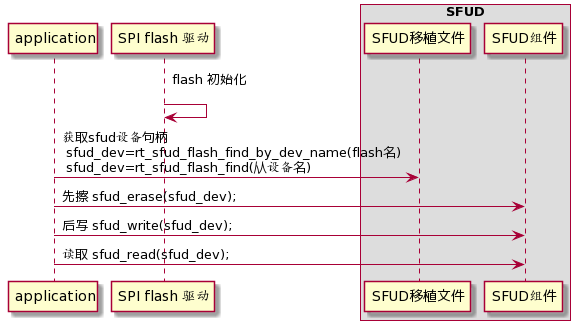 SFUD
application
SPI flash 驱动
SFUD移植文件
SFUD组件
flash 初始化
获取sfud设备句柄
sfud_dev=rt_sfud_flash_find_by_dev_name(flash名)
sfud_dev=rt_sfud_flash_find(从设备名)
先擦 sfud_erase(sfud_dev);
后写 sfud_write(sfud_dev);
读取 sfud_read(sfud_dev);
application
SPI flash 驱动
SFUD移植文件
SFUD组件